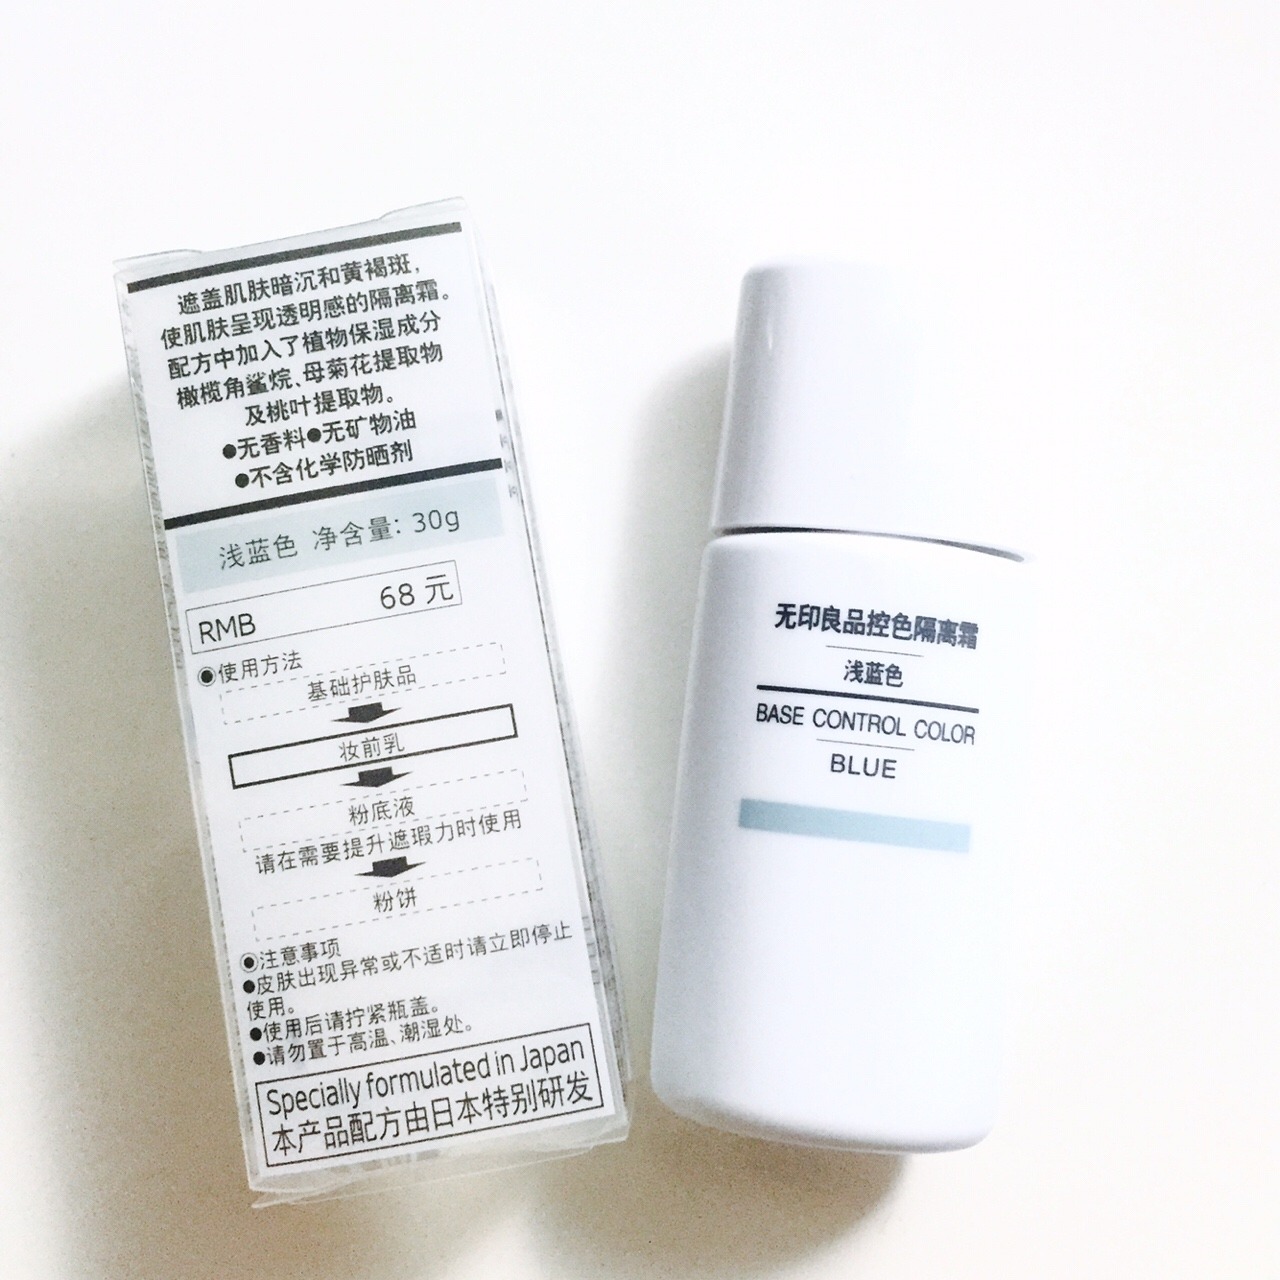 遮盖肌肤暗沉和黄褐斑，
使肌肤呈现透明感的隔离霜。
配方中加入了植物保湿成分
橄榄角鲨烷、母菊花提取物
及桃叶提取物。
●无香料●无矿物油
●不含化学防晒剂
浅蓝色 净含量: 30g
RMB 68 元
◉使用方法
基础护肤品
妆前乳
粉底液
请在需要提升遮瑕力时使用
粉饼
◉注意事项
●皮肤出现异常或不适时请立即停止
使用。
●使用后请拧紧瓶盖。
●请勿置于高温、潮湿处。
Specially formulated in Japan
本产品配方由日本特别研发
无印良品控色隔离霜
浅蓝色
BASE CONTROL COLOR
BLUE